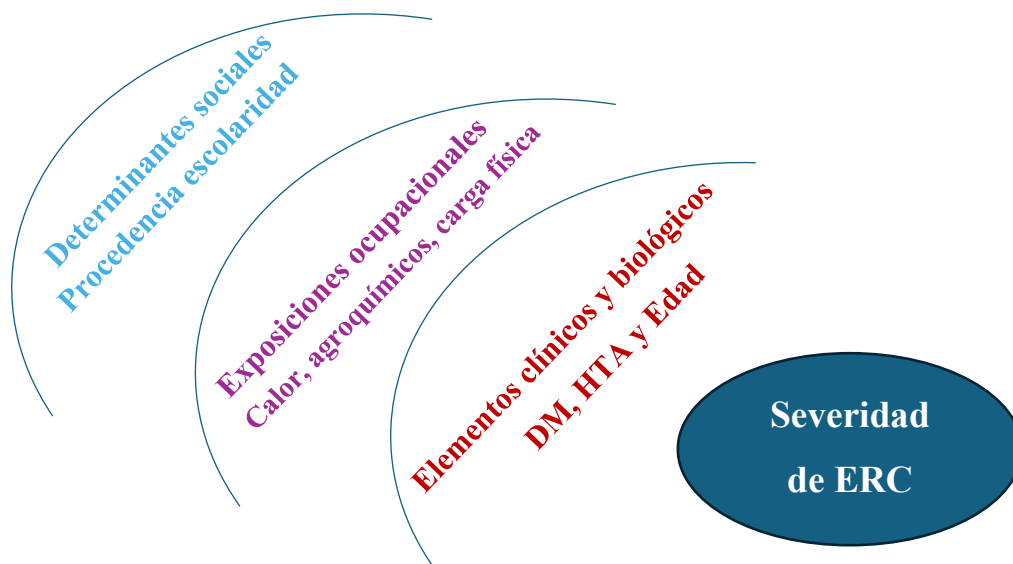 Determinantes sociales
Procedencia escolaridad
Exposiciones ocupacionales
Calor, agroquímicos, carga física
Elementos clínicos y biológicos
DM, HTA y Edad
Severidad
de ERC